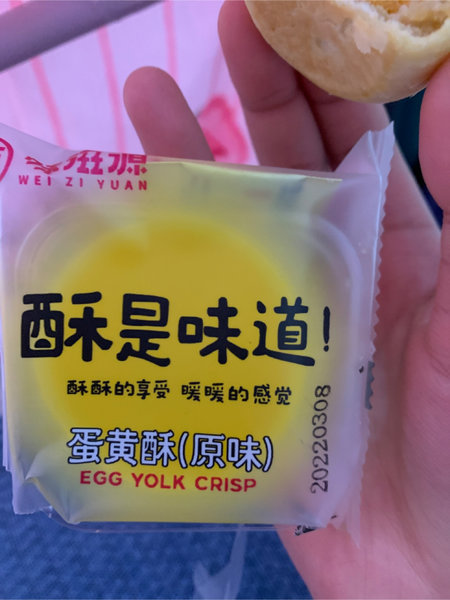 滋源
WEI ZI YUAN
酥是味道!
酥酥的享受 暖暖的感觉
蛋黄酥(原味)
EGG YOLK CRISP
20220308